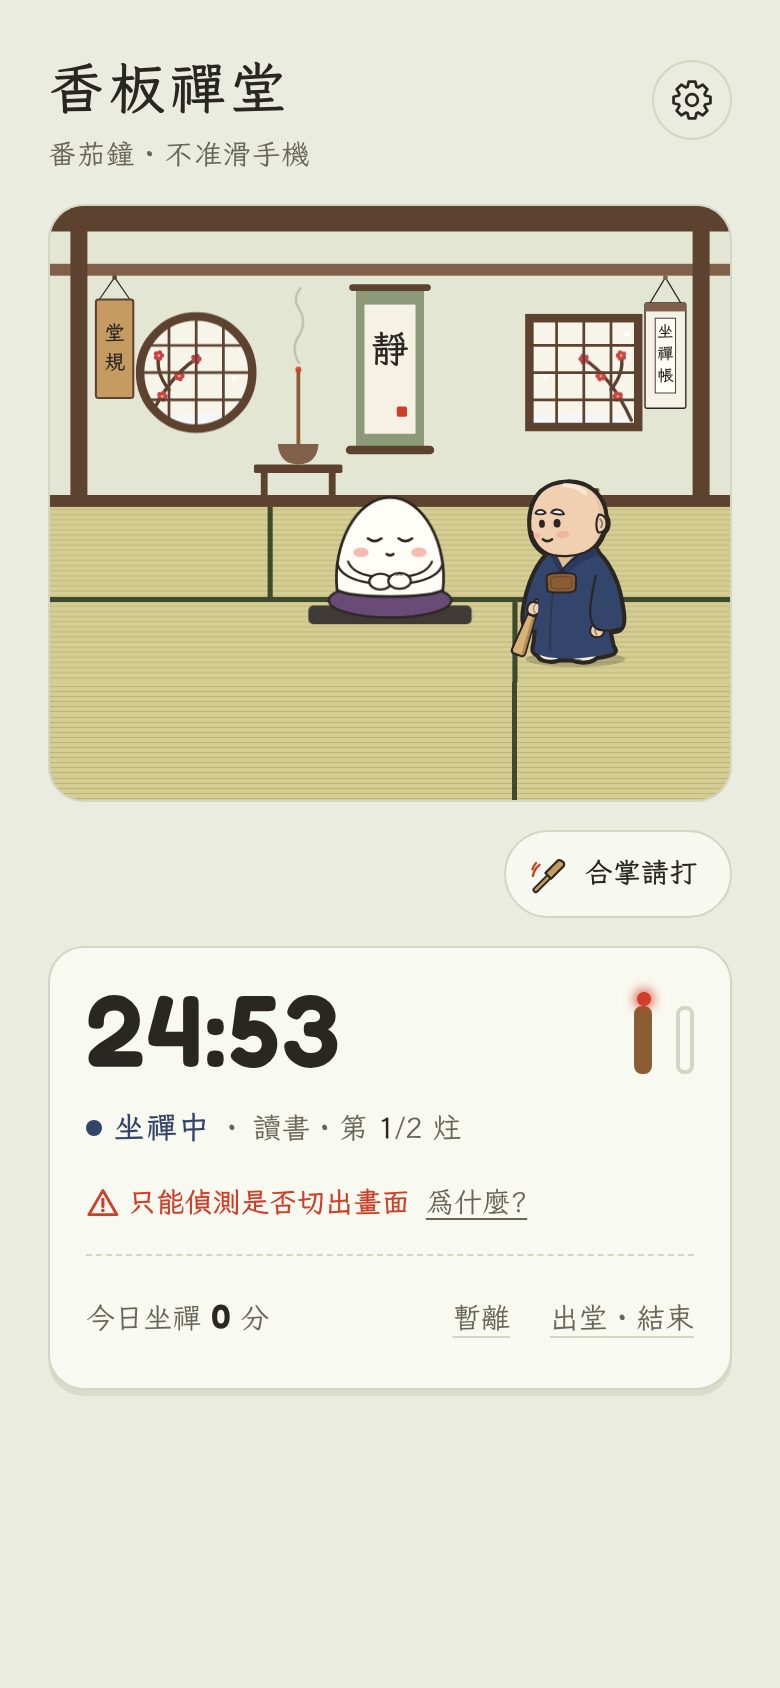 香板禪堂
番茄鐘・不准滑手機
堂規
靜
坐禪帳
合掌請打
24:53
坐禪中・讀書・第 1/2 炷
只能偵測是否切出畫面 為什麼?
今日坐禪 0 分 暫離 出堂・結束